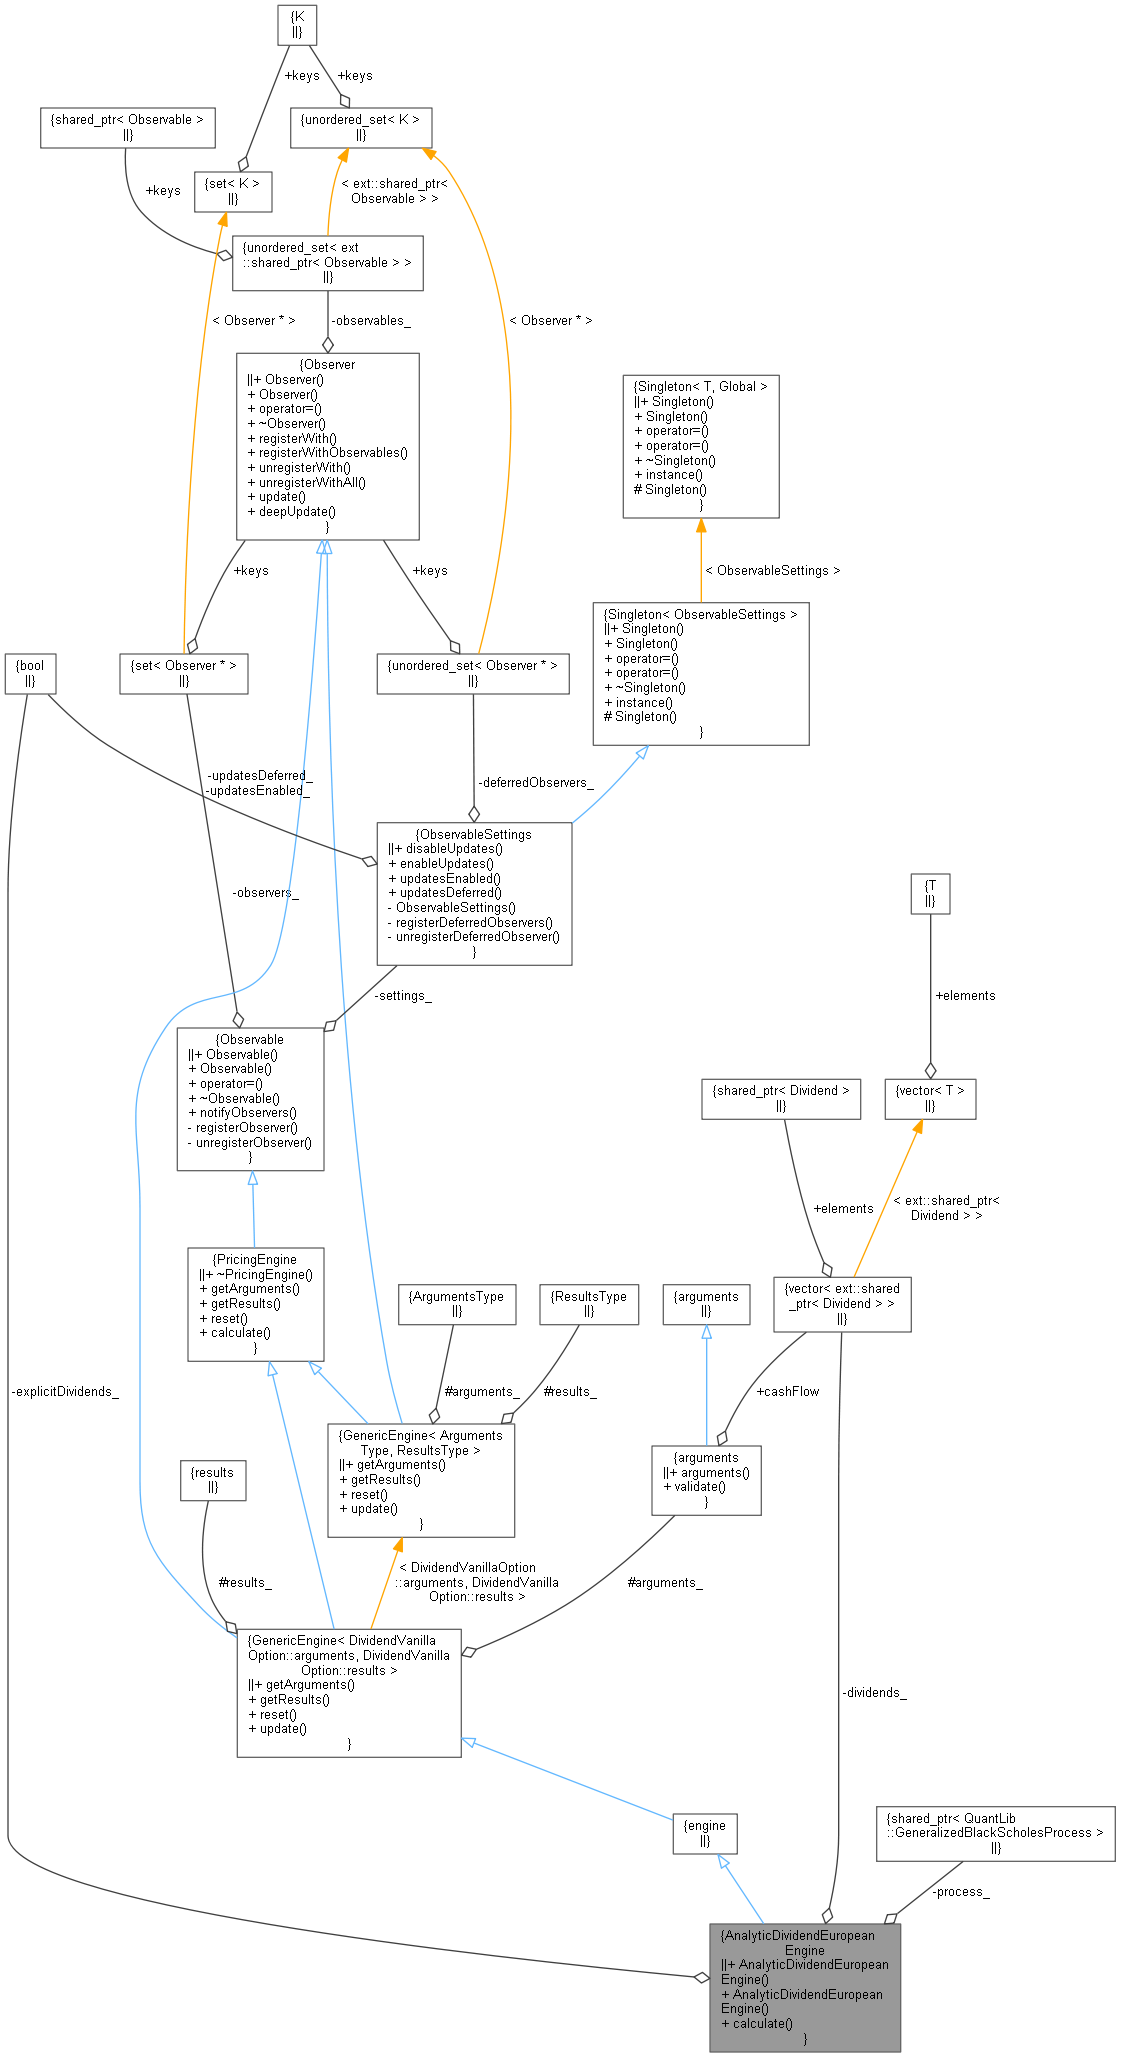 {K
||}
+keys
+keys
{shared_ptr< Observable >
||}
{unordered_set< K >
||}
+keys
{set< K >
||}
< ext::shared_ptr<
Observable > >
{unordered_set< ext
::shared_ptr< Observable > >
||}
< Observer * >
-observables_
< Observer * >
{Observer
||+ Observer()
+ Observer()
+ operator=()
+ ~Observer()
+ registerWith()
+ registerWithObservables()
+ unregisterWith()
+ unregisterWithAll()
+ update()
+ deepUpdate()
}
{Singleton< T, Global >
||+ Singleton()
+ Singleton()
+ operator=()
+ operator=()
+ ~Singleton()
+ instance()
# Singleton()
}
+keys
+keys
< ObservableSettings >
{Singleton< ObservableSettings >
||+ Singleton()
+ Singleton()
+ operator=()
+ operator=()
+ ~Singleton()
+ instance()
# Singleton()
}
{bool
||}
{set< Observer * >
||}
{unordered_set< Observer * >
||}
-updatesDeferred_
-updatesEnabled_
-deferredObservers_
{ObservableSettings
||+ disableUpdates()
+ enableUpdates()
+ updatesEnabled()
+ updatesDeferred()
- ObservableSettings()
- registerDeferredObservers()
- unregisterDeferredObserver()
}
-observers_
{T
||}
-settings_
+elements
{Observable
||+ Observable()
+ Observable()
+ operator=()
+ ~Observable()
+ notifyObservers()
- registerObserver()
- unregisterObserver()
}
{shared_ptr< Dividend >
||}
{vector< T >
||}
+elements
< ext::shared_ptr<
Dividend > >
{PricingEngine
||+ ~PricingEngine()
+ getArguments()
+ getResults()
+ reset()
+ calculate()
}
{ArgumentsType
||}
{ResultsType
||}
{arguments
||}
{vector< ext::shared
_ptr< Dividend > >
||}
-explicitDividends_
#arguments_
#results_
+cashFlow
{GenericEngine< Arguments
Type, ResultsType >
||+ getArguments()
+ getResults()
+ reset()
+ update()
}
{arguments
||+ arguments()
+ validate()
}
{results
||}
#results_
< DividendVanillaOption
::arguments, DividendVanilla
Option::results >
#arguments_
{GenericEngine< DividendVanilla
Option::arguments, DividendVanilla
Option::results >
||+ getArguments()
+ getResults()
+ reset()
+ update()
}
-dividends_
{engine
||}
{shared_ptr< QuantLib
::GeneralizedBlackScholesProcess >
||}
-process_
{AnalyticDividendEuropean
Engine
||+ AnalyticDividendEuropean
Engine()
+ AnalyticDividendEuropean
Engine()
+ calculate()
}